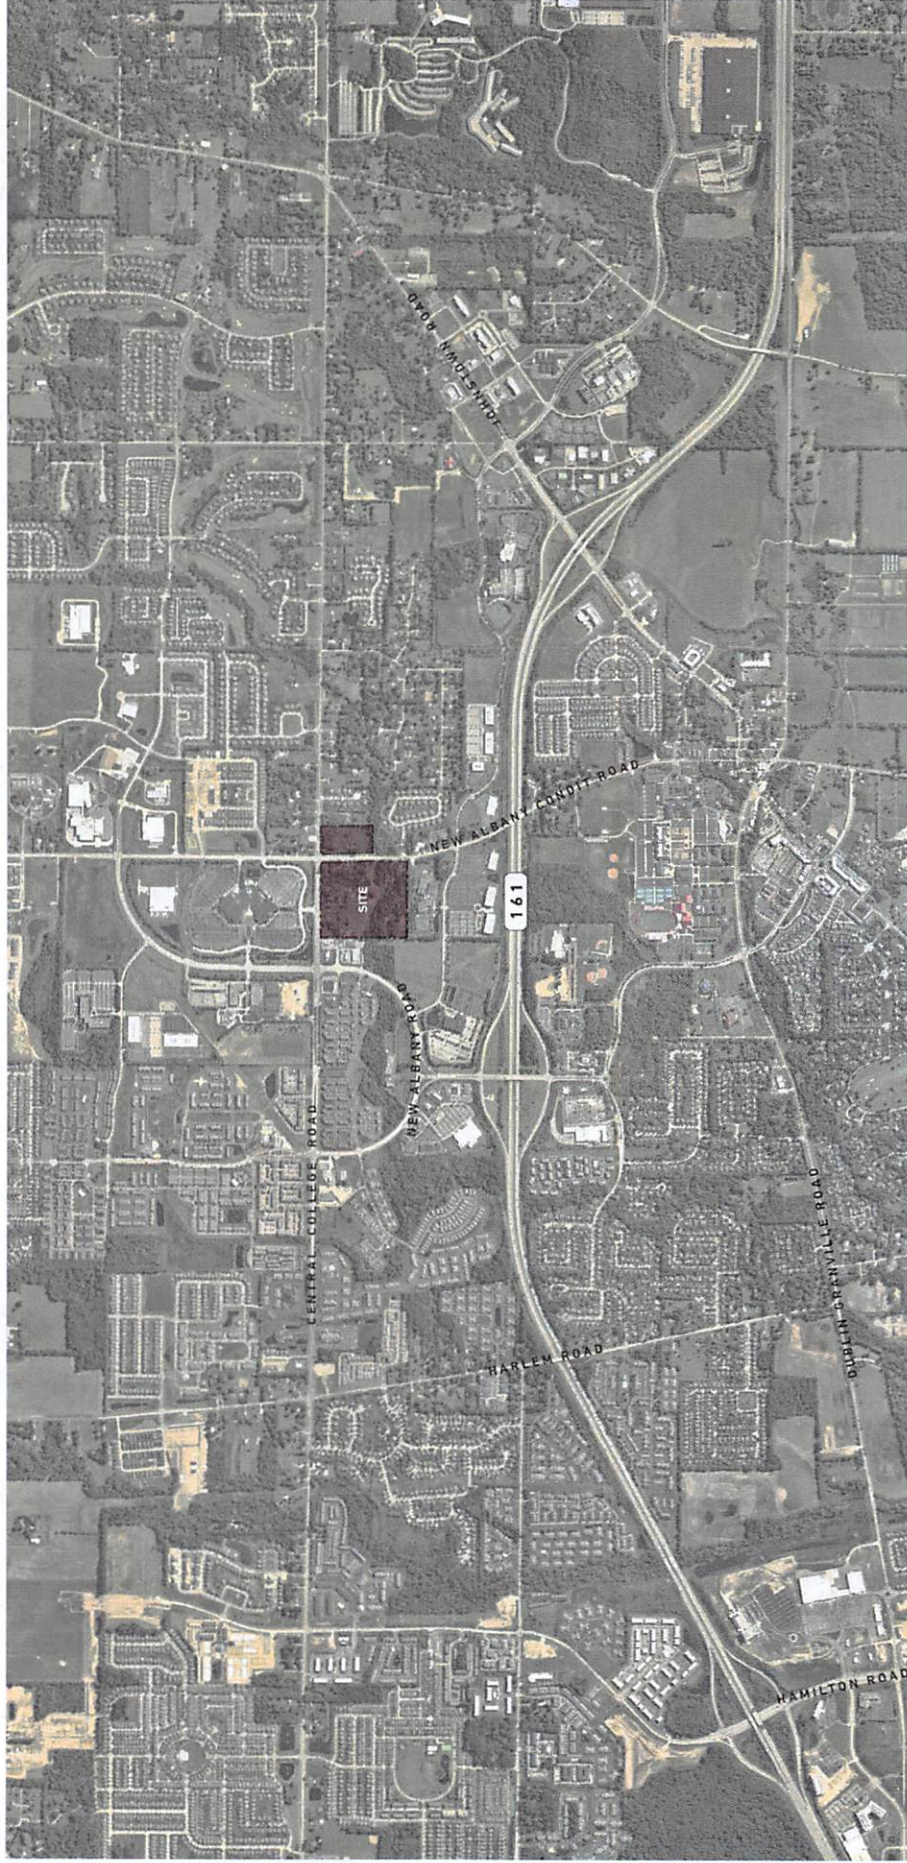 JOHNSTOWN ROAD
SITE
NEW ALBANY CONDIT ROAD
161
NEW ALBANY ROAD
CENTRAL COLLEGE ROAD
HARLEM ROAD
DUBLIN GRANVILLE ROAD
HAMILTON ROAD